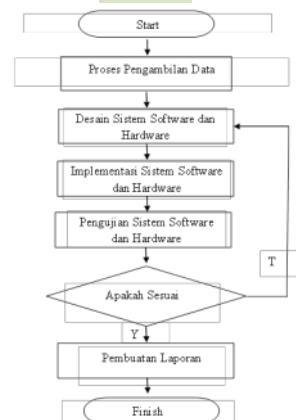 Start
Proses Pengambilan Data
Desain Sistem Software dan
Hardware
Implementasi Sistem Software
dan Hardware
Pengujian Sistem Software
dan Hardware
T
Apakah Sesuai
Y
Pembuatan Laporan
Finish